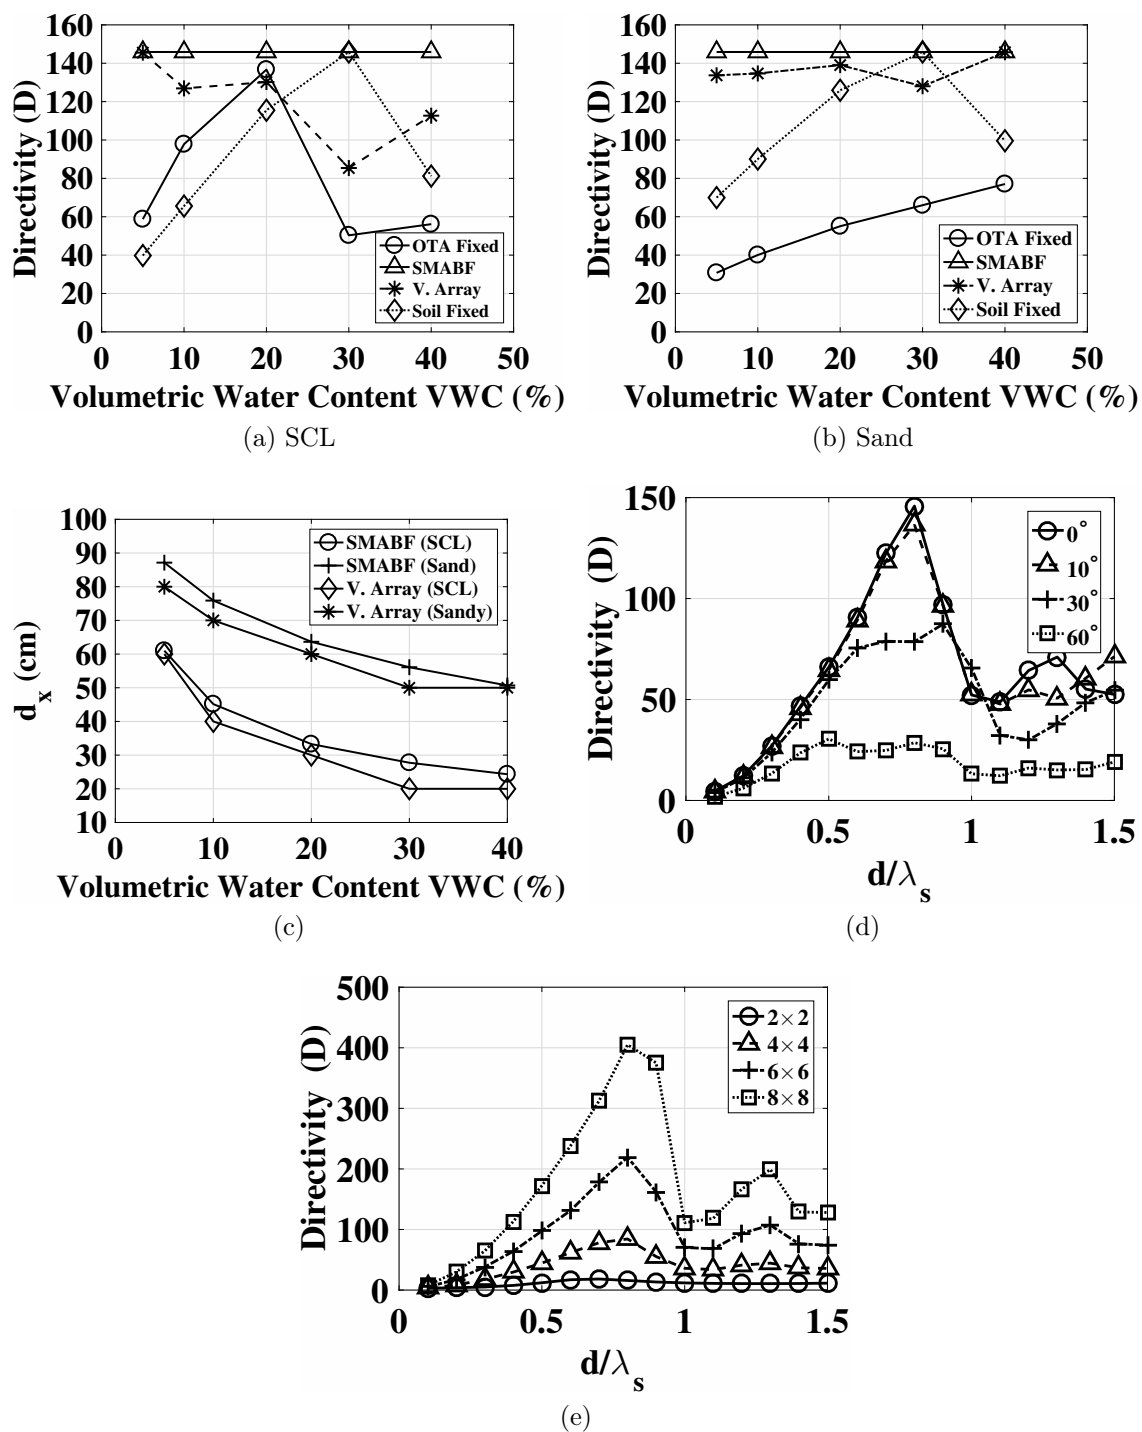 160
140
120
100
80
60
40
20
0
Directivity (D)
OTA Fixed
SMABF
V. Array
Soil Fixed
0 10 20 30 40 50
Volumetric Water Content VWC (%)
(a) SCL
160
140
120
100
80
60
40
20
0
Directivity (D)
OTA Fixed
SMABF
V. Array
Soil Fixed
0 10 20 30 40 50
Volumetric Water Content VWC (%)
(b) Sand
100
90
80
70
60
50
40
30
20
10
d_x (cm)
SMABF (SCL)
SMABF (Sand)
V. Array (SCL)
V. Array (Sandy)
0 10 20 30 40
Volumetric Water Content VWC (%)
(c)
150
100
50
0
Directivity (D)
0°
10°
30°
60°
0 0.5 1 1.5
d/λ_s
(d)
500
400
300
200
100
0
Directivity (D)
2×2
4×4
6×6
8×8
0 0.5 1 1.5
d/λ_s
(e)